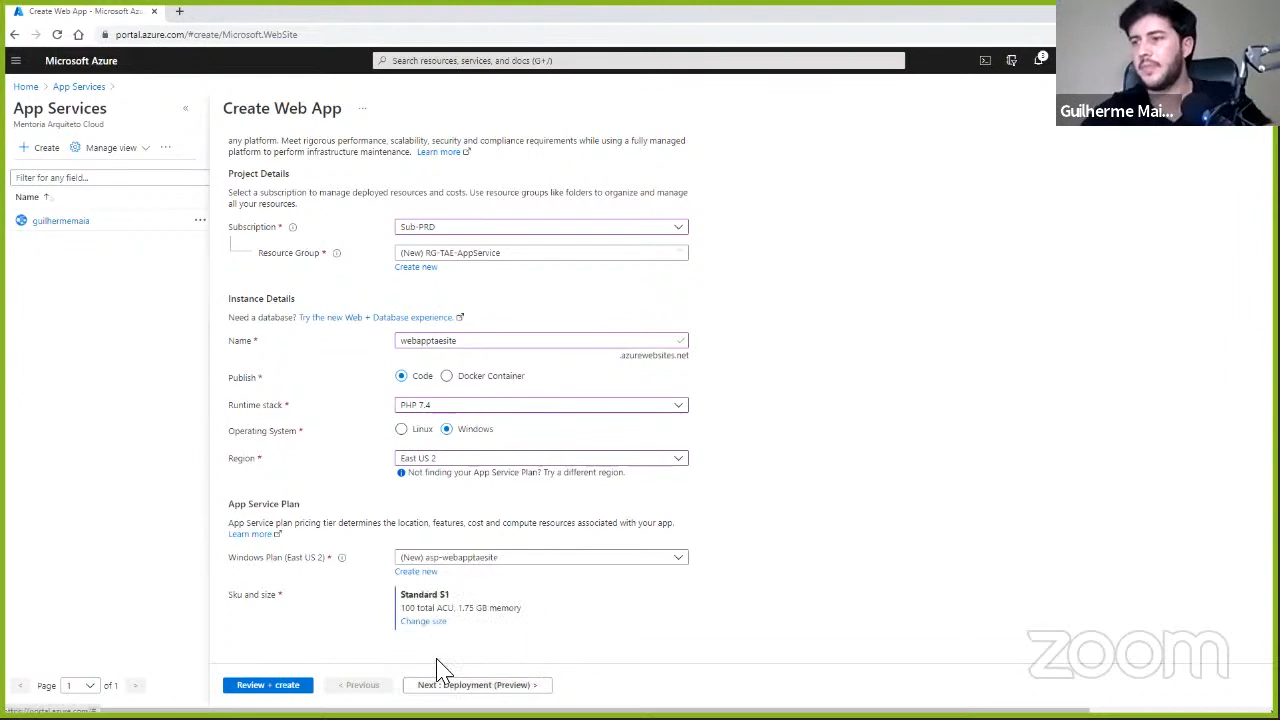 Create Web App - Microsoft Azu
portal.azure.com/#create/Microsoft.WebSite
Microsoft Azure
Search resources, services, and docs (G+/)
3
Guilherme Mai...
Home > App Services >
App Services
Mentoria Arquiteto Cloud
Create
Manage view
Filter for any field...
Name
guilhermemaia
Page 1 of 1
Create Web App
any platform. Meet rigorous performance, scalability, security and compliance requirements while using a fully managed
platform to perform infrastructure maintenance. Learn more
Project Details
Select a subscription to manage deployed resources and costs. Use resource groups like folders to organize and manage
all your resources.
Subscription *
Sub-PRD
Resource Group *
(New) RG-TAE-AppService
Create new
Instance Details
Need a database? Try the new Web + Database experience.
Name *
webapptaesite
.azurewebsites.net
Publish *
Code
Docker Container
Runtime stack *
PHP 7.4
Operating System *
Linux
Windows
Region *
East US 2
Not finding your App Service Plan? Try a different region.
App Service Plan
App Service plan pricing tier determines the location, features, cost and compute resources associated with your app.
Learn more
Windows Plan (East US 2) *
(New) asp-webapptaesite
Create new
Sku and size *
Standard S1
100 total ACU, 1.75 GB memory
Change size
Review + create
< Previous
Next : Deployment (Preview) >
zoom